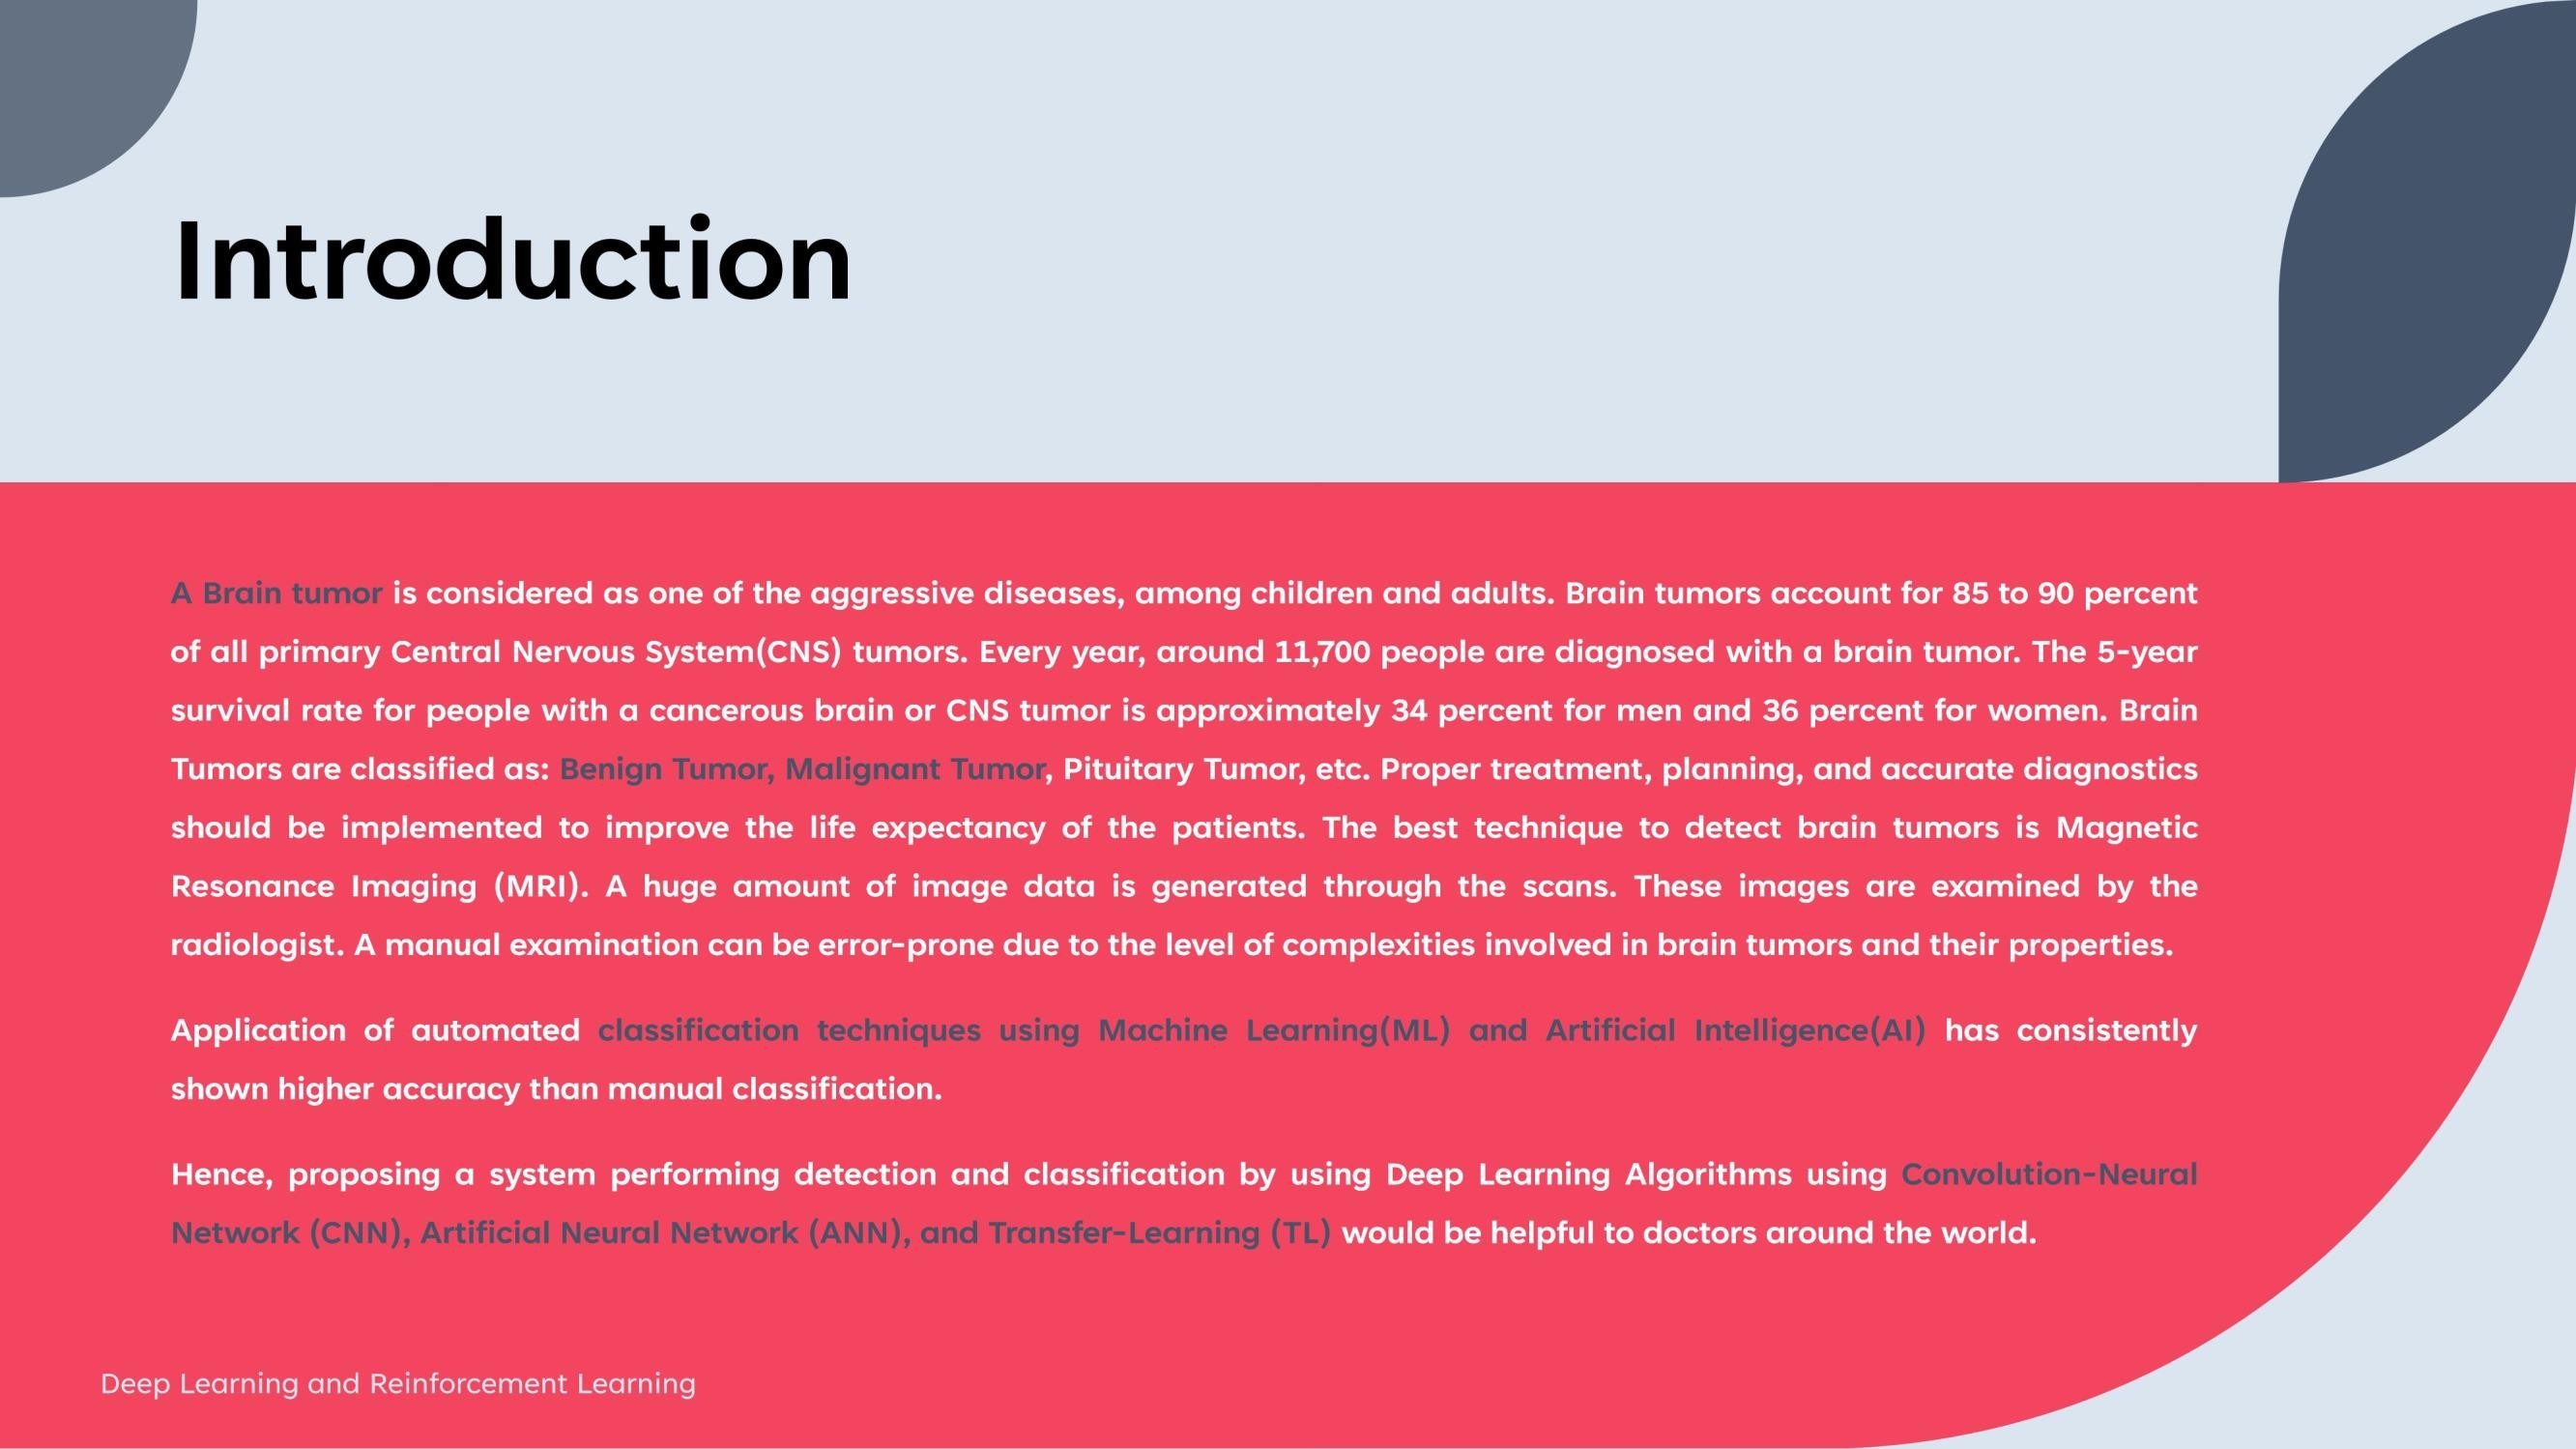 Introduction
A Brain tumor is considered as one of the aggressive diseases, among children and adults. Brain tumors account for 85 to 90 percent
of all primary Central Nervous System(CNS) tumors. Every year, around 11,700 people are diagnosed with a brain tumor. The 5-year
survival rate for people with a cancerous brain or CNS tumor is approximately 34 percent for men and 36 percent for women. Brain
Tumors are classified as: Benign Tumor, Malignant Tumor, Pituitary Tumor, etc. Proper treatment, planning, and accurate diagnostics
should be implemented to improve the life expectancy of the patients. The best technique to detect brain tumors is Magnetic
Resonance Imaging (MRI). A huge amount of image data is generated through the scans. These images are examined by the
radiologist. A manual examination can be error-prone due to the level of complexities involved in brain tumors and their properties.
Application of automated classification techniques using Machine Learning(ML) and Artificial Intelligence(AI) has consistently
shown higher accuracy than manual classification.
Hence, proposing a system performing detection and classification by using Deep Learning Algorithms using Convolution-Neural
Network (CNN), Artificial Neural Network (ANN), and Transfer-Learning (TL) would be helpful to doctors around the world.
Deep Learning and Reinforcement Learning